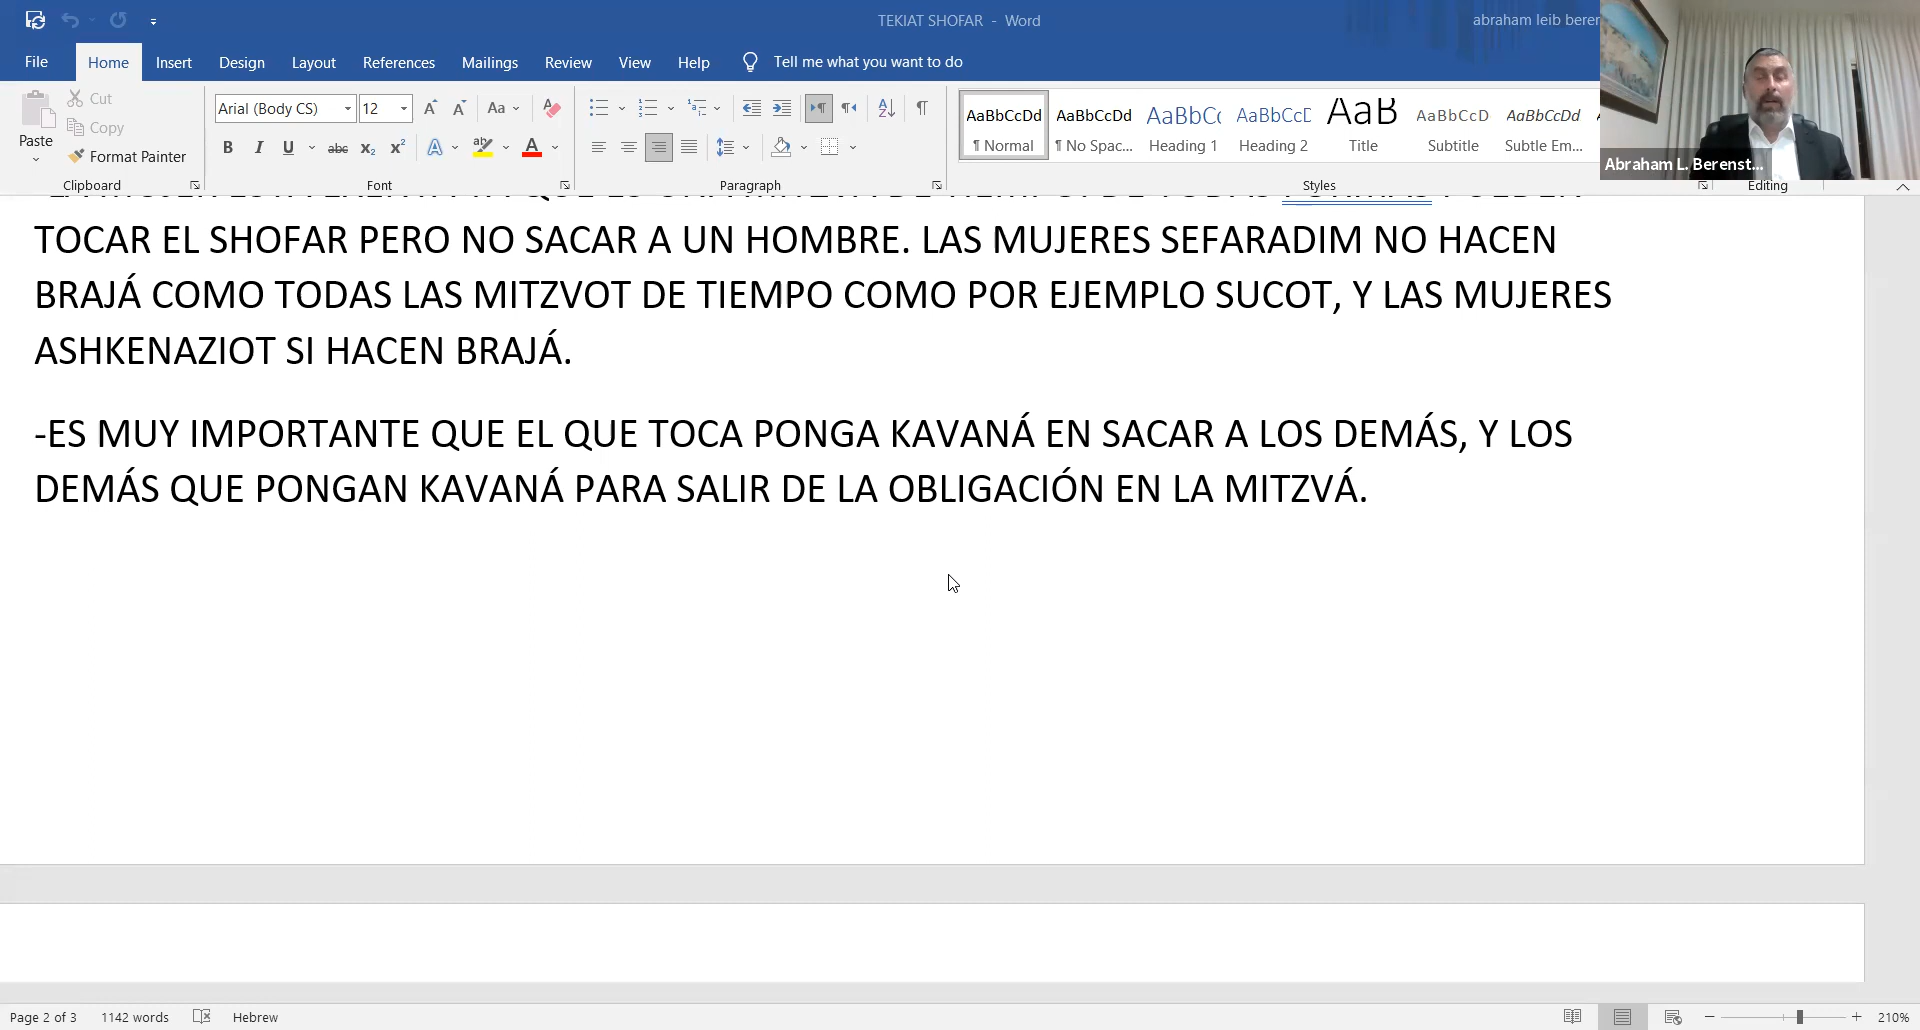 TEKIAT SHOFAR - Word
abraham leib
File Home Insert Design Layout References Mailings Review View Help Tell me what you want to do
Cut
Copy
Paste
Format Painter
Clipboard
Arial (Body CS) 12
Font
Paragraph
AaBbCcDd AaBbCcDd AaBbCc AaBbCcD AaB AaBbCcD AaBbCcDd
¶ Normal ¶ No Spac... Heading 1 Heading 2 Title Subtitle Subtle Em...
Styles
Editing
Abraham L. Berenst...
TOCAR EL SHOFAR PERO NO SACAR A UN HOMBRE. LAS MUJERES SEFARADIM NO HACEN
BRAJÁ COMO TODAS LAS MITZVOT DE TIEMPO COMO POR EJEMPLO SUCOT, Y LAS MUJERES
ASHKENAZIOT SI HACEN BRAJÁ.
-ES MUY IMPORTANTE QUE EL QUE TOCA PONGA KAVANÁ EN SACAR A LOS DEMÁS, Y LOS
DEMÁS QUE PONGAN KAVANÁ PARA SALIR DE LA OBLIGACIÓN EN LA MITZVÁ.
Page 2 of 3 1142 words Hebrew 210%